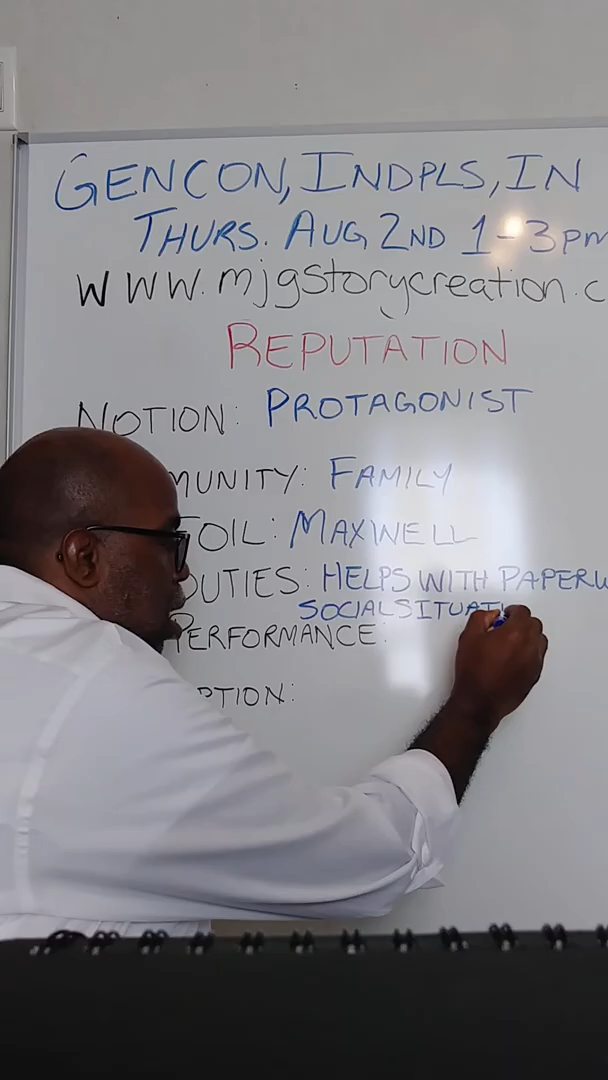 GENCON, INDPLS, IN
THURS. AUG 2ND 1-3pm
WWW.mjgstorycreation.c
REPUTATION
NOTION: PROTAGONIST
MUNITY: FAMILY
FOIL: MAXWELL
DUTIES: HELPS WITH PAPERW
SOCIAL SITUATI
PERFORMANCE:
PTION: